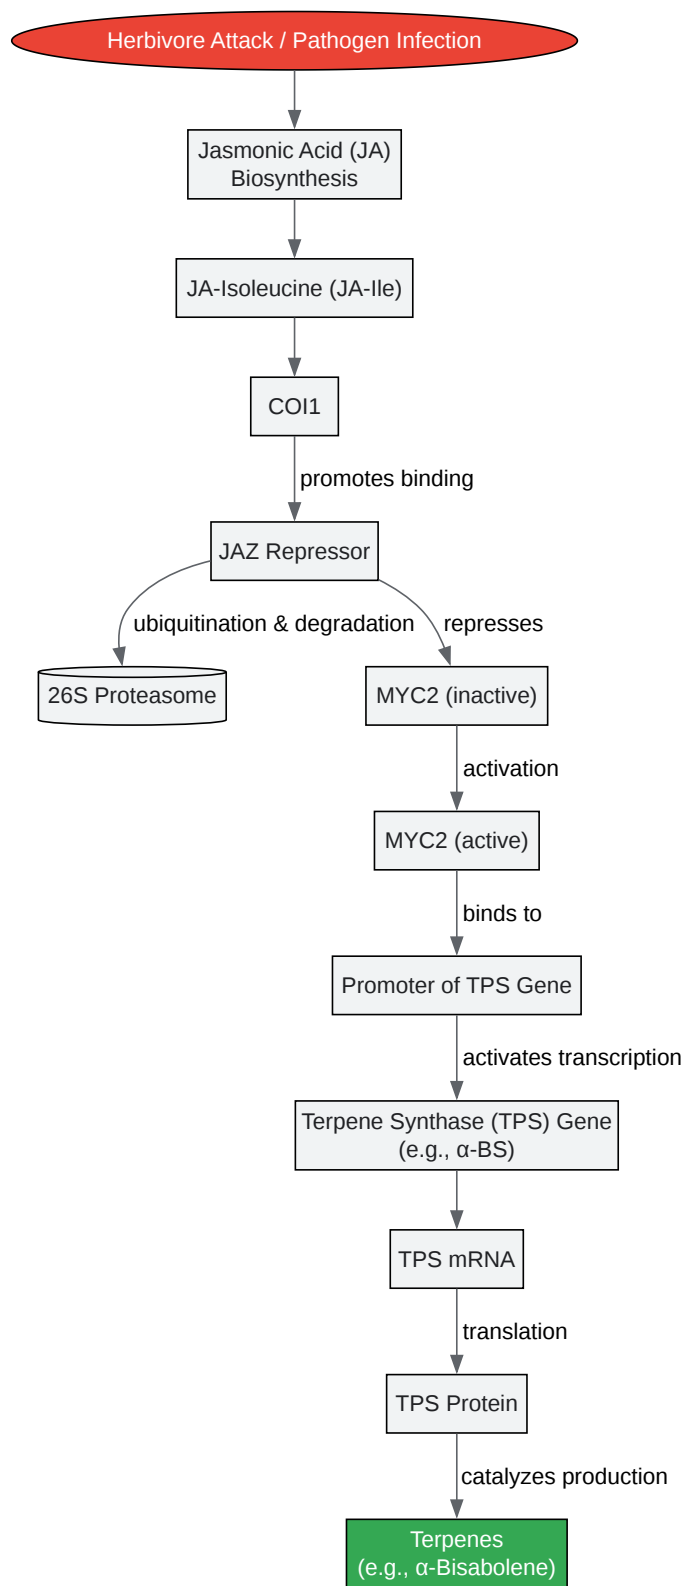 Herbivore Attack / Pathogen Infection
Jasmonic Acid (JA)
Biosynthesis
JA-Isoleucine (JA-Ile)
COI1
promotes binding
JAZ Repressor
ubiquitination & degradation
represses
26S Proteasome
MYC2 (inactive)
activation
MYC2 (active)
binds to
Promoter of TPS Gene
activates transcription
Terpene Synthase (TPS) Gene
(e.g., α-BS)
TPS mRNA
translation
TPS Protein
catalyzes production
Terpenes
(e.g., α-Bisabolene)